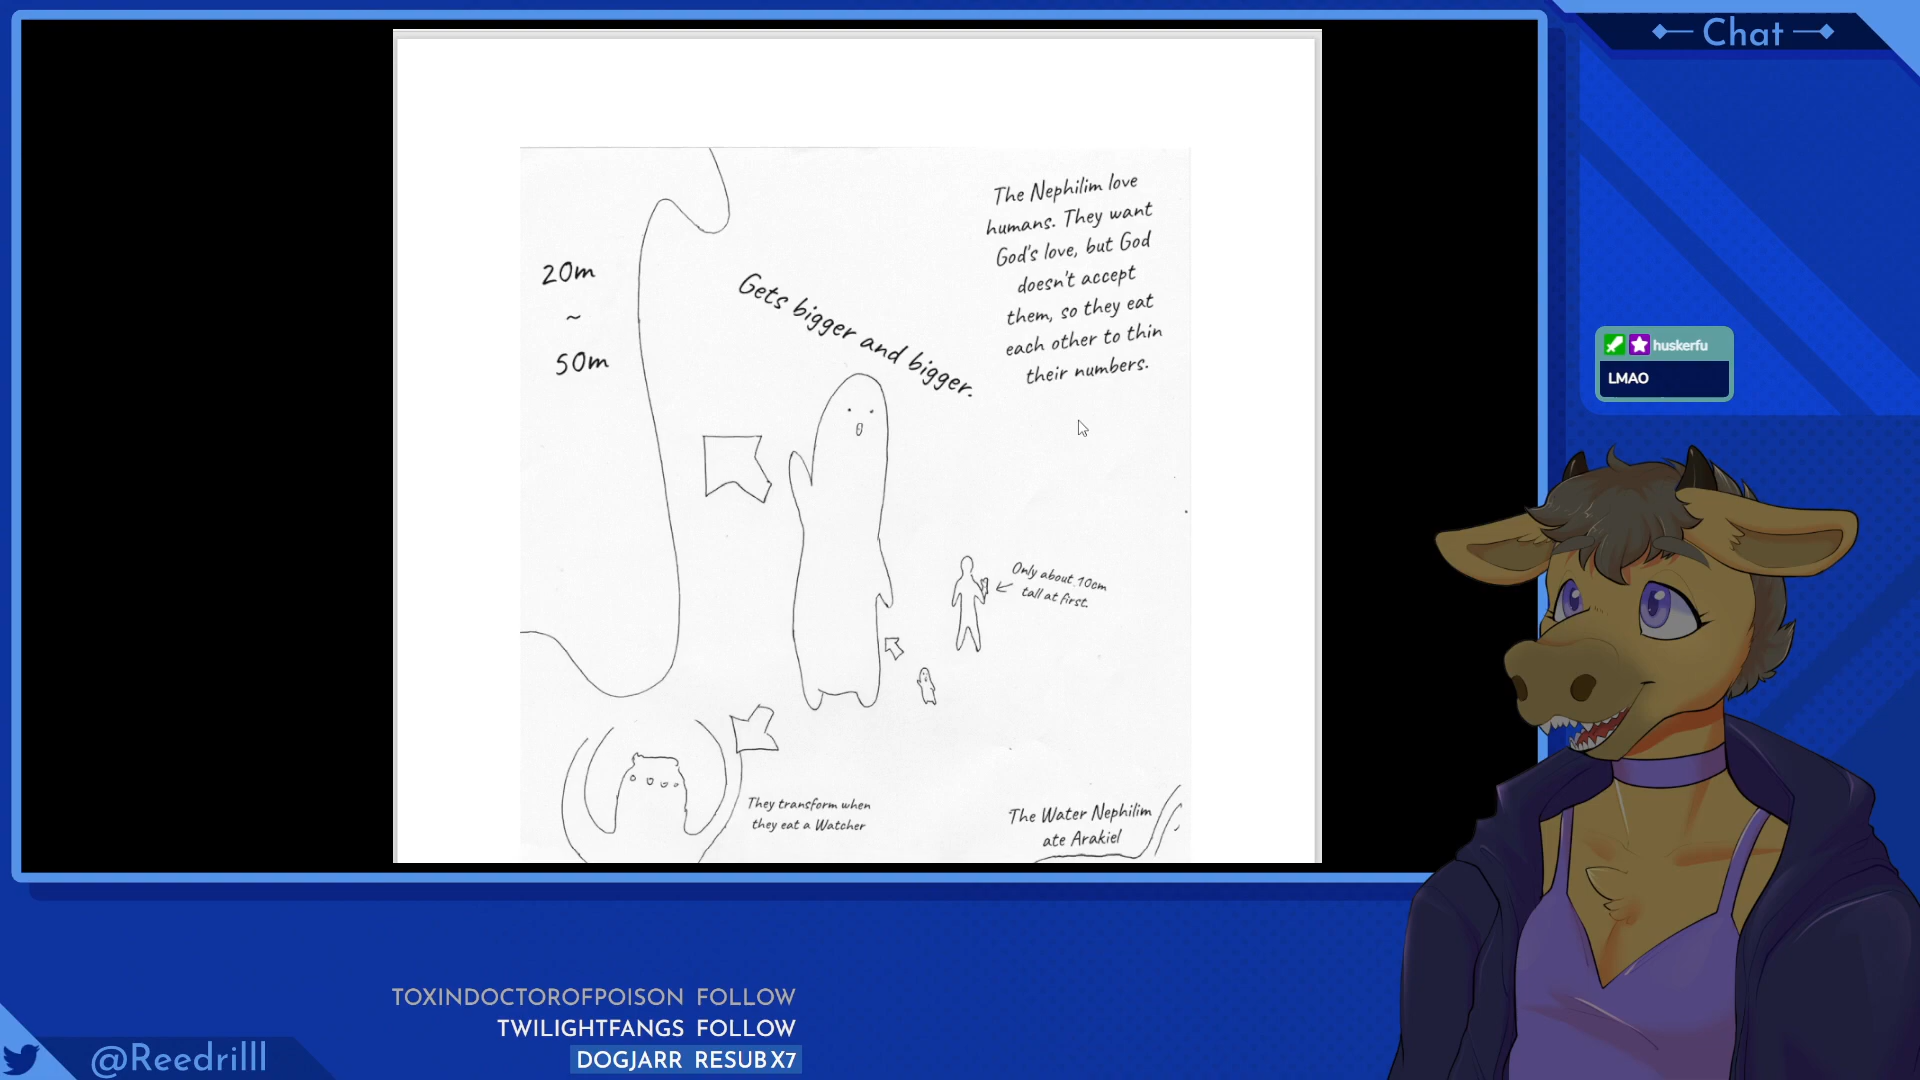 Chat
The Nephilim love
humans. They want
God's love, but God
doesn't accept
them, so they eat
each other to thin
their numbers.
20m
~
50m
Gets bigger and bigger.
huskerfu
LMAO
Only about 10cm
tall at first.
They transform when
they eat a Watcher
The Water Nephilim
ate Arakiel
TOXINDOCTOROFPOISON FOLLOW
TWILIGHTFANGS FOLLOW
DOGJARR RESUB X7
@Reedrilll